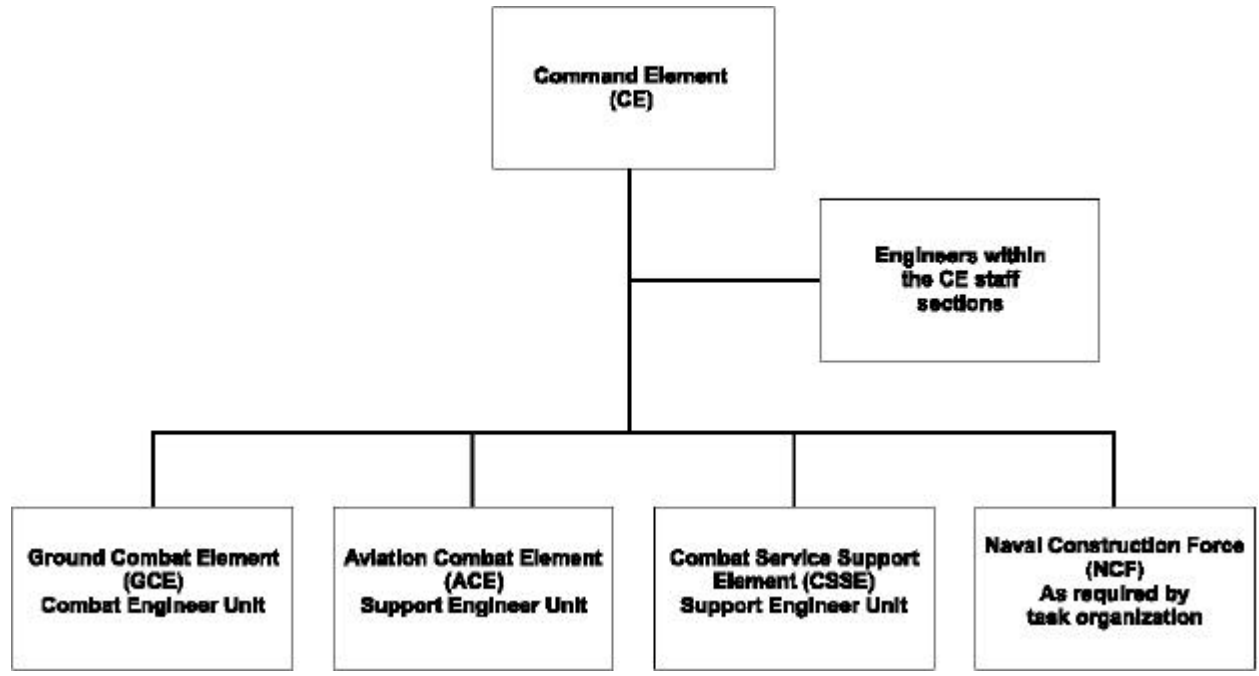 Command Element
(CE)
Engineers within
the CE staff
sections
Ground Combat Element
(GCE)
Combat Engineer Unit
Aviation Combat Element
(ACE)
Support Engineer Unit
Combat Service Support
Element (CSSE)
Support Engineer Unit
Naval Construction Force
(NCF)
As required by
task organization